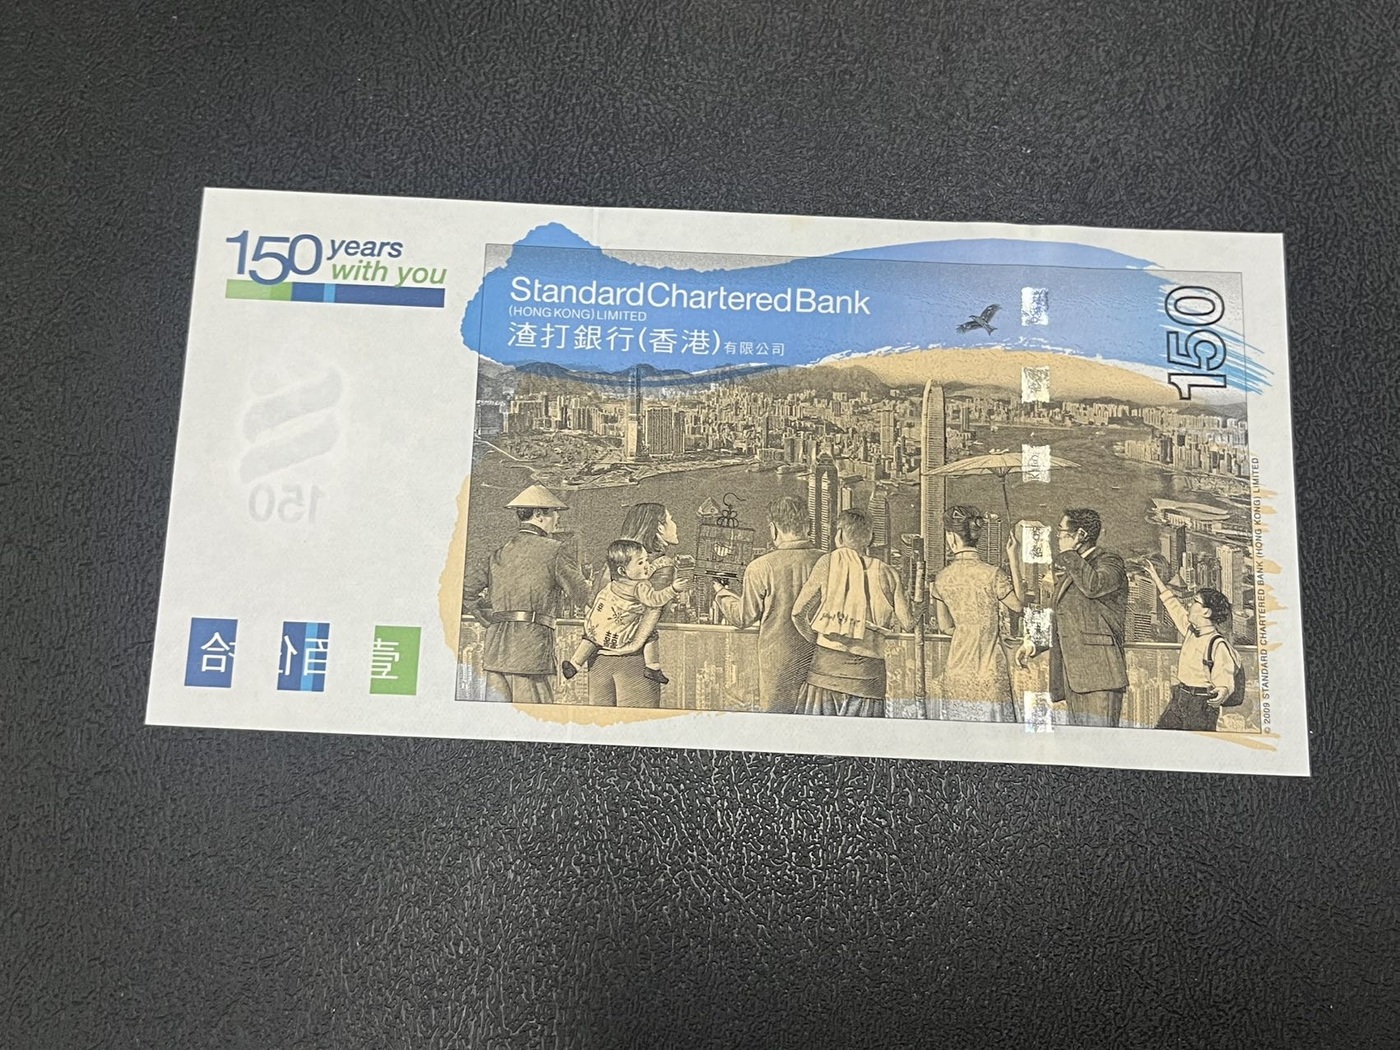 150 years
with you
Standard Chartered Bank
(HONG KONG) LIMITED
渣打銀行(香港)有限公司
150
150
© 2009 STANDARD CHARTERED BANK (HONG KONG) LIMITED